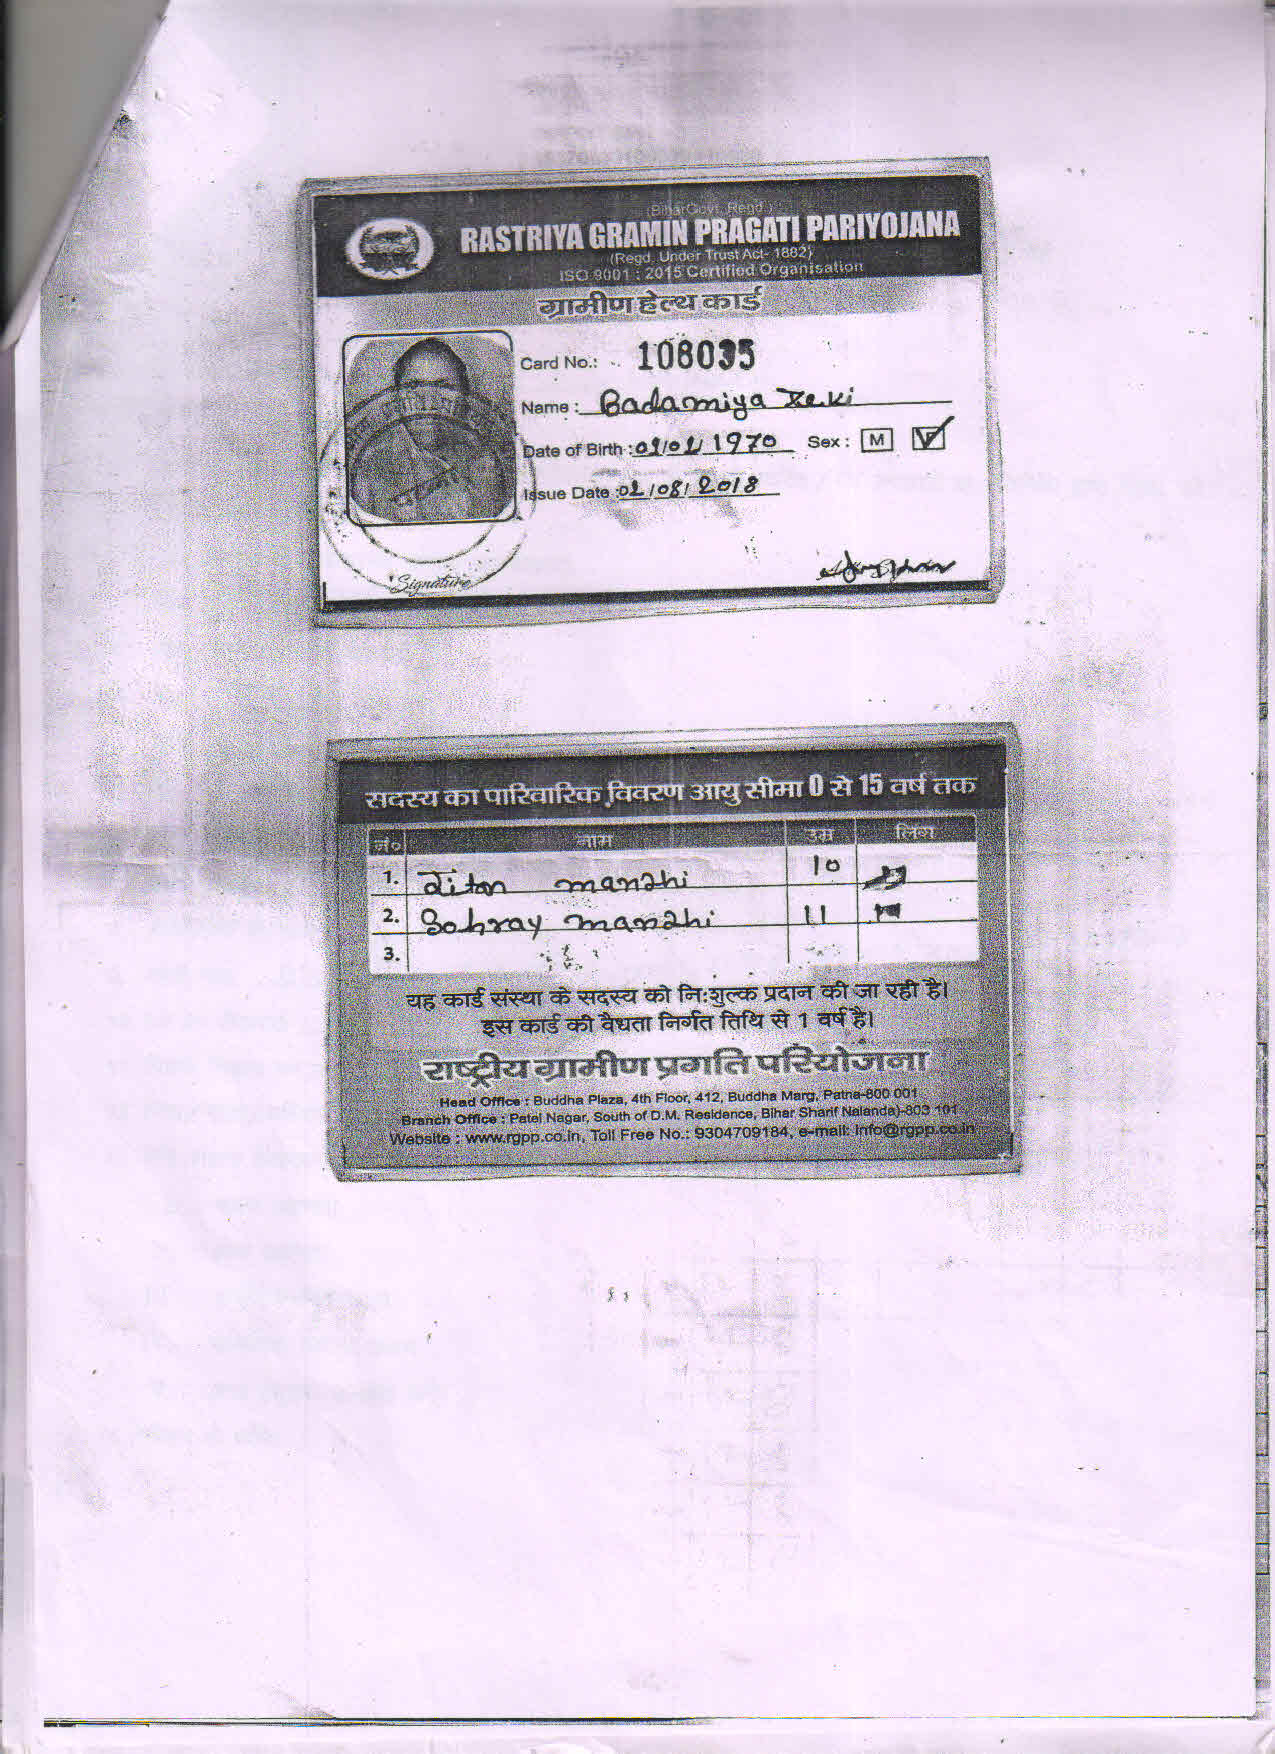 (Bihar Govt. Regd.)
RASTRIYA GRAMIN PRAGATI PARIYOJANA
(Regd. Under Trust Act- 1882)
ISO 9001 : 2015 Certified Organisation
ग्रामीण हेल्थ कार्ड
Card No.: 108035
Name : Badamiya Devi
Date of Birth : 01/01/1970 Sex : M F
Issue Date : 02/08/2018
Signature
सदस्य का पारिवारिक विवरण आयु सीमा 0 से 15 वर्ष तक
नं० नाम उम्र लिंग
1. Jitan manjhi 10
2. Sohray manjhi 11
3.
यह कार्ड संस्था के सदस्य को नि:शुल्क प्रदान की जा रही है।
इस कार्ड की वैधता निर्गत तिथि से 1 वर्ष है।
राष्ट्रीय ग्रामीण प्रगति परियोजना
Head Office : Buddha Plaza, 4th Floor, 412, Buddha Marg, Patna-800 001
Branch Office : Patel Nagar, South of D.M. Residence, Bihar Sharif Nalanda)-803 101
Website : www.rgpp.co.in, Toll Free No.: 9304709184, e-mail: info@rgpp.co.in